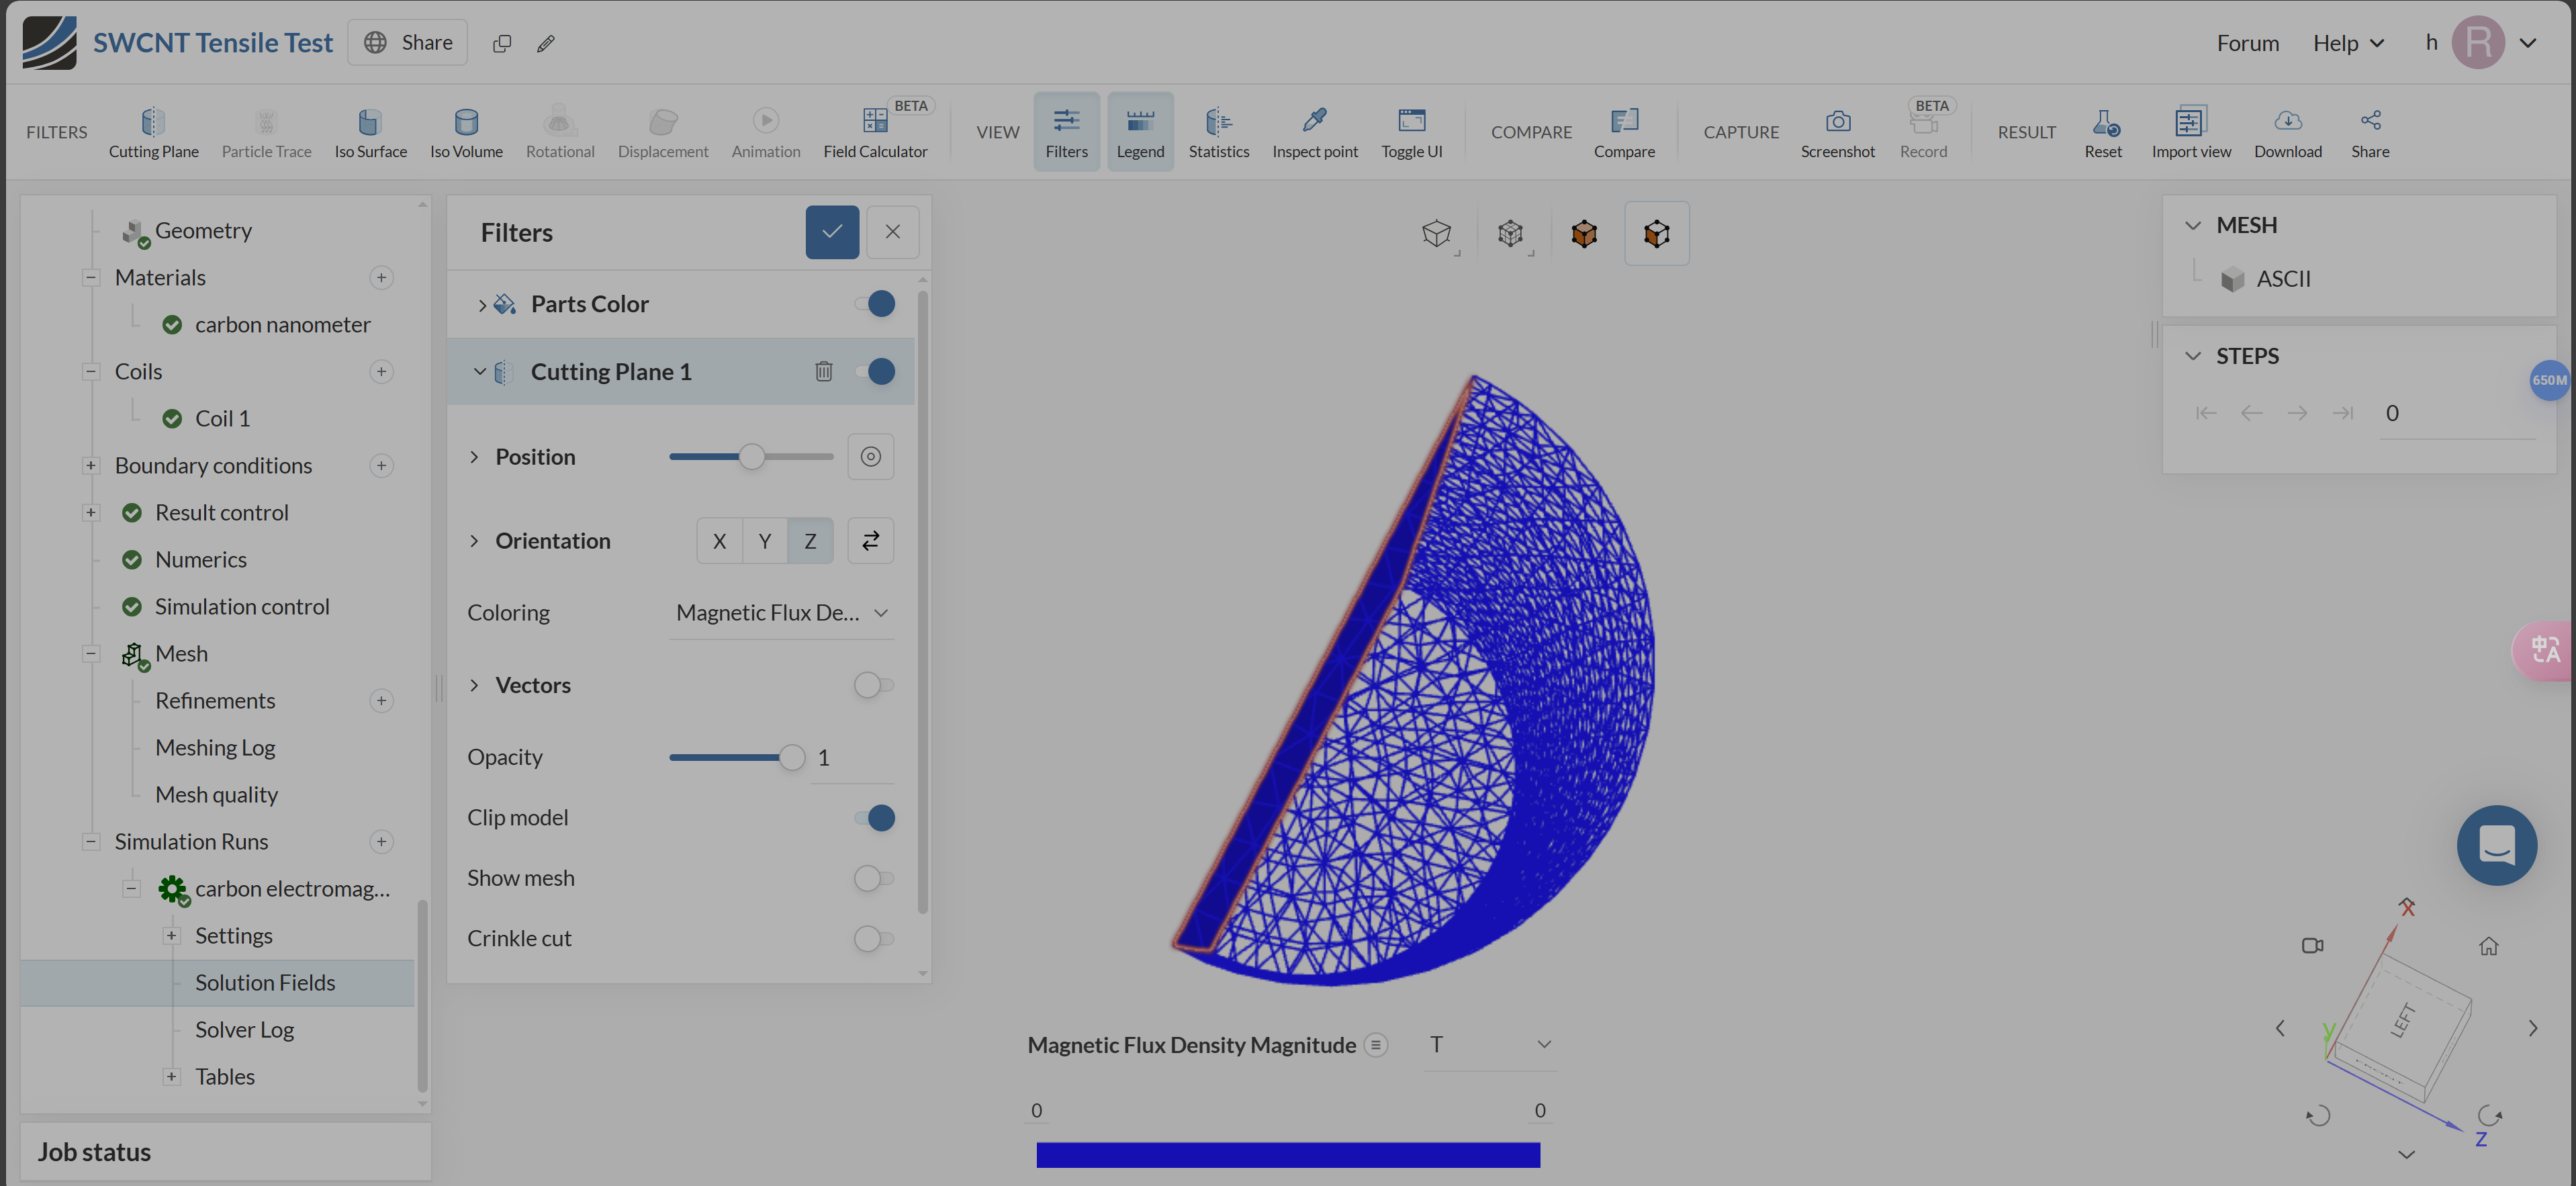 SWCNT Tensile Test
Share
Forum
Help
h
R
FILTERS
Cutting Plane
Particle Trace
Iso Surface
Iso Volume
Rotational
Displacement
Animation
Field Calculator
BETA
VIEW
Filters
Legend
Statistics
Inspect point
Toggle UI
COMPARE
Compare
CAPTURE
Screenshot
Record
BETA
RESULT
Reset
Import view
Download
Share
Geometry
Materials
carbon nanometer
Coils
Coil 1
Boundary conditions
Result control
Numerics
Simulation control
Mesh
Refinements
Meshing Log
Mesh quality
Simulation Runs
carbon electromag...
Settings
Solution Fields
Solver Log
Tables
Job status
Filters
Parts Color
Cutting Plane 1
Position
Orientation
X
Y
Z
Coloring
Magnetic Flux De...
Vectors
Opacity
1
Clip model
Show mesh
Crinkle cut
Magnetic Flux Density Magnitude
T
0
0
MESH
ASCII
STEPS
0
650M
中A
X
LEFT
y
Z